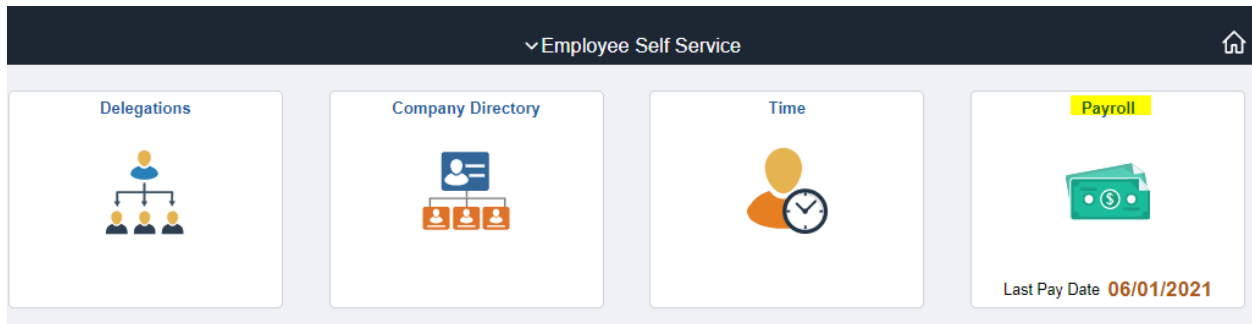 Employee Self Service
Delegations
Company Directory
Time
Payroll
Last Pay Date 06/01/2021